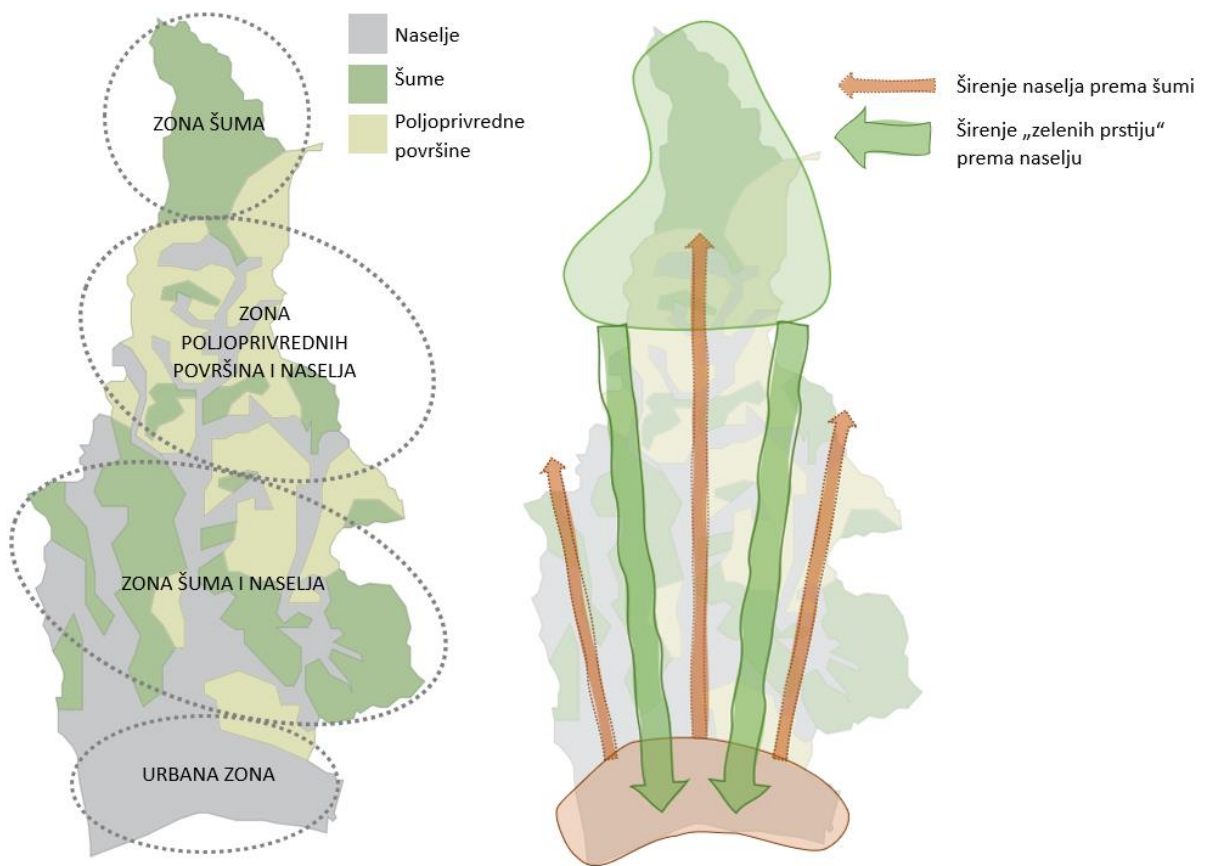 Naselje
Šume
Poljoprivredne
površine
ZONA ŠUMA
ZONA
POLJOPRIVREDNIH
POVRŠINA I NASELJA
ZONA ŠUMA I NASELJA
URBANA ZONA
Širenje naselja prema šumi
Širenje „zelenih prstiju“
prema naselju